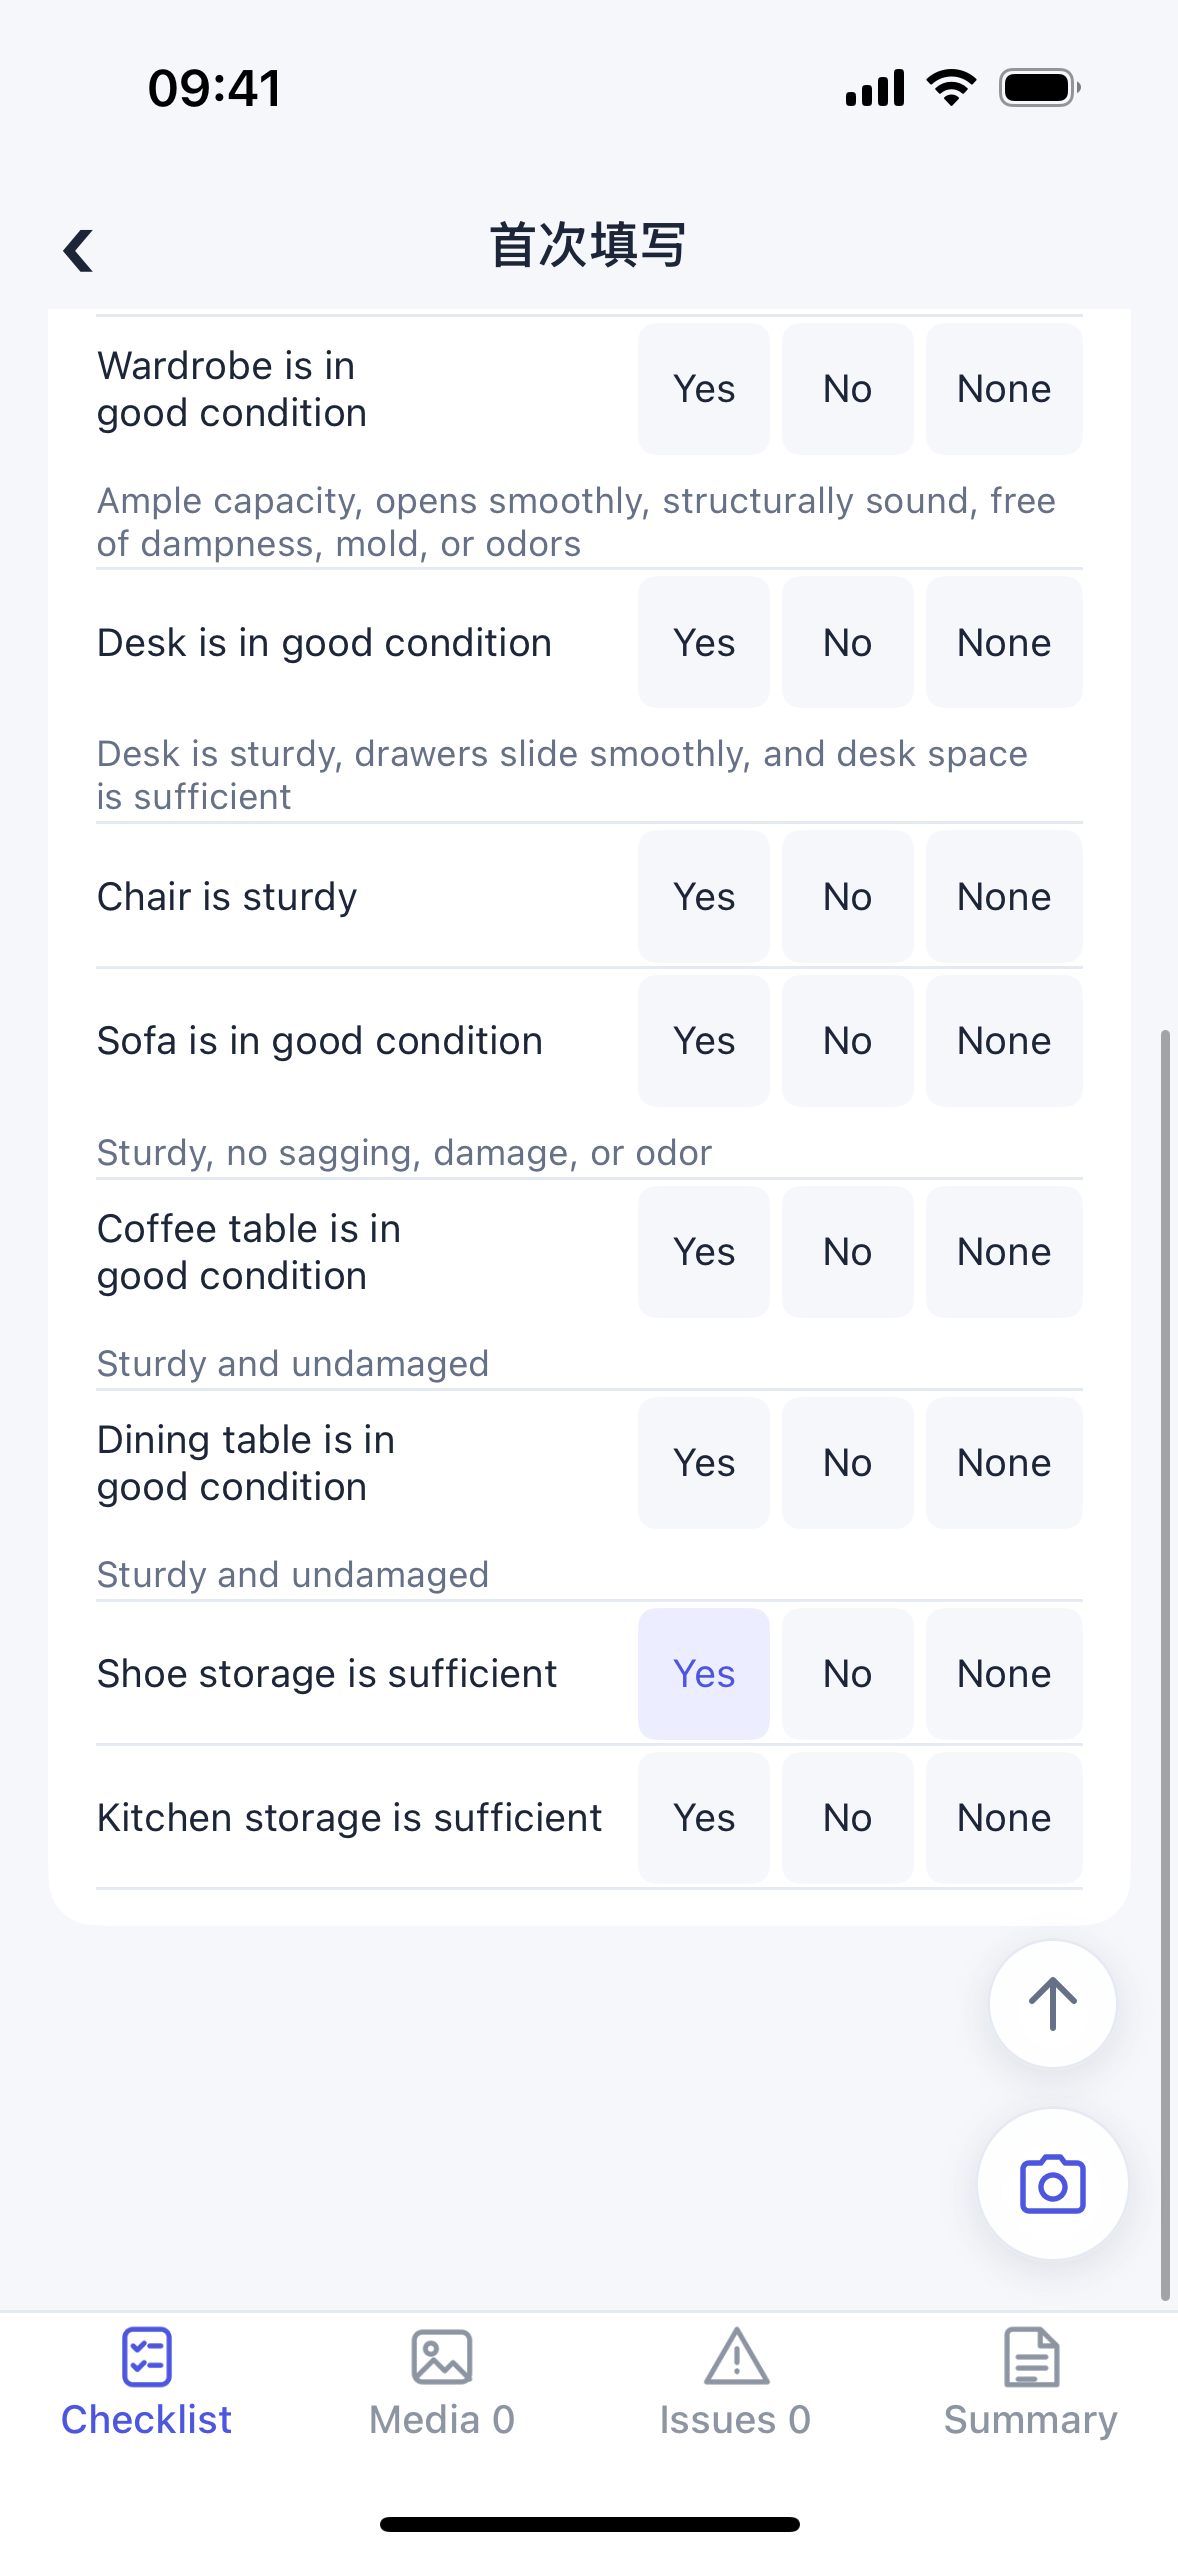 09:41
首次填写
Wardrobe is in
good condition
Yes No None
Ample capacity, opens smoothly, structurally sound, free
of dampness, mold, or odors
Desk is in good condition Yes No None
Desk is sturdy, drawers slide smoothly, and desk space
is sufficient
Chair is sturdy Yes No None
Sofa is in good condition Yes No None
Sturdy, no sagging, damage, or odor
Coffee table is in
good condition
Yes No None
Sturdy and undamaged
Dining table is in
good condition
Yes No None
Sturdy and undamaged
Shoe storage is sufficient Yes No None
Kitchen storage is sufficient Yes No None
Checklist Media 0 Issues 0 Summary